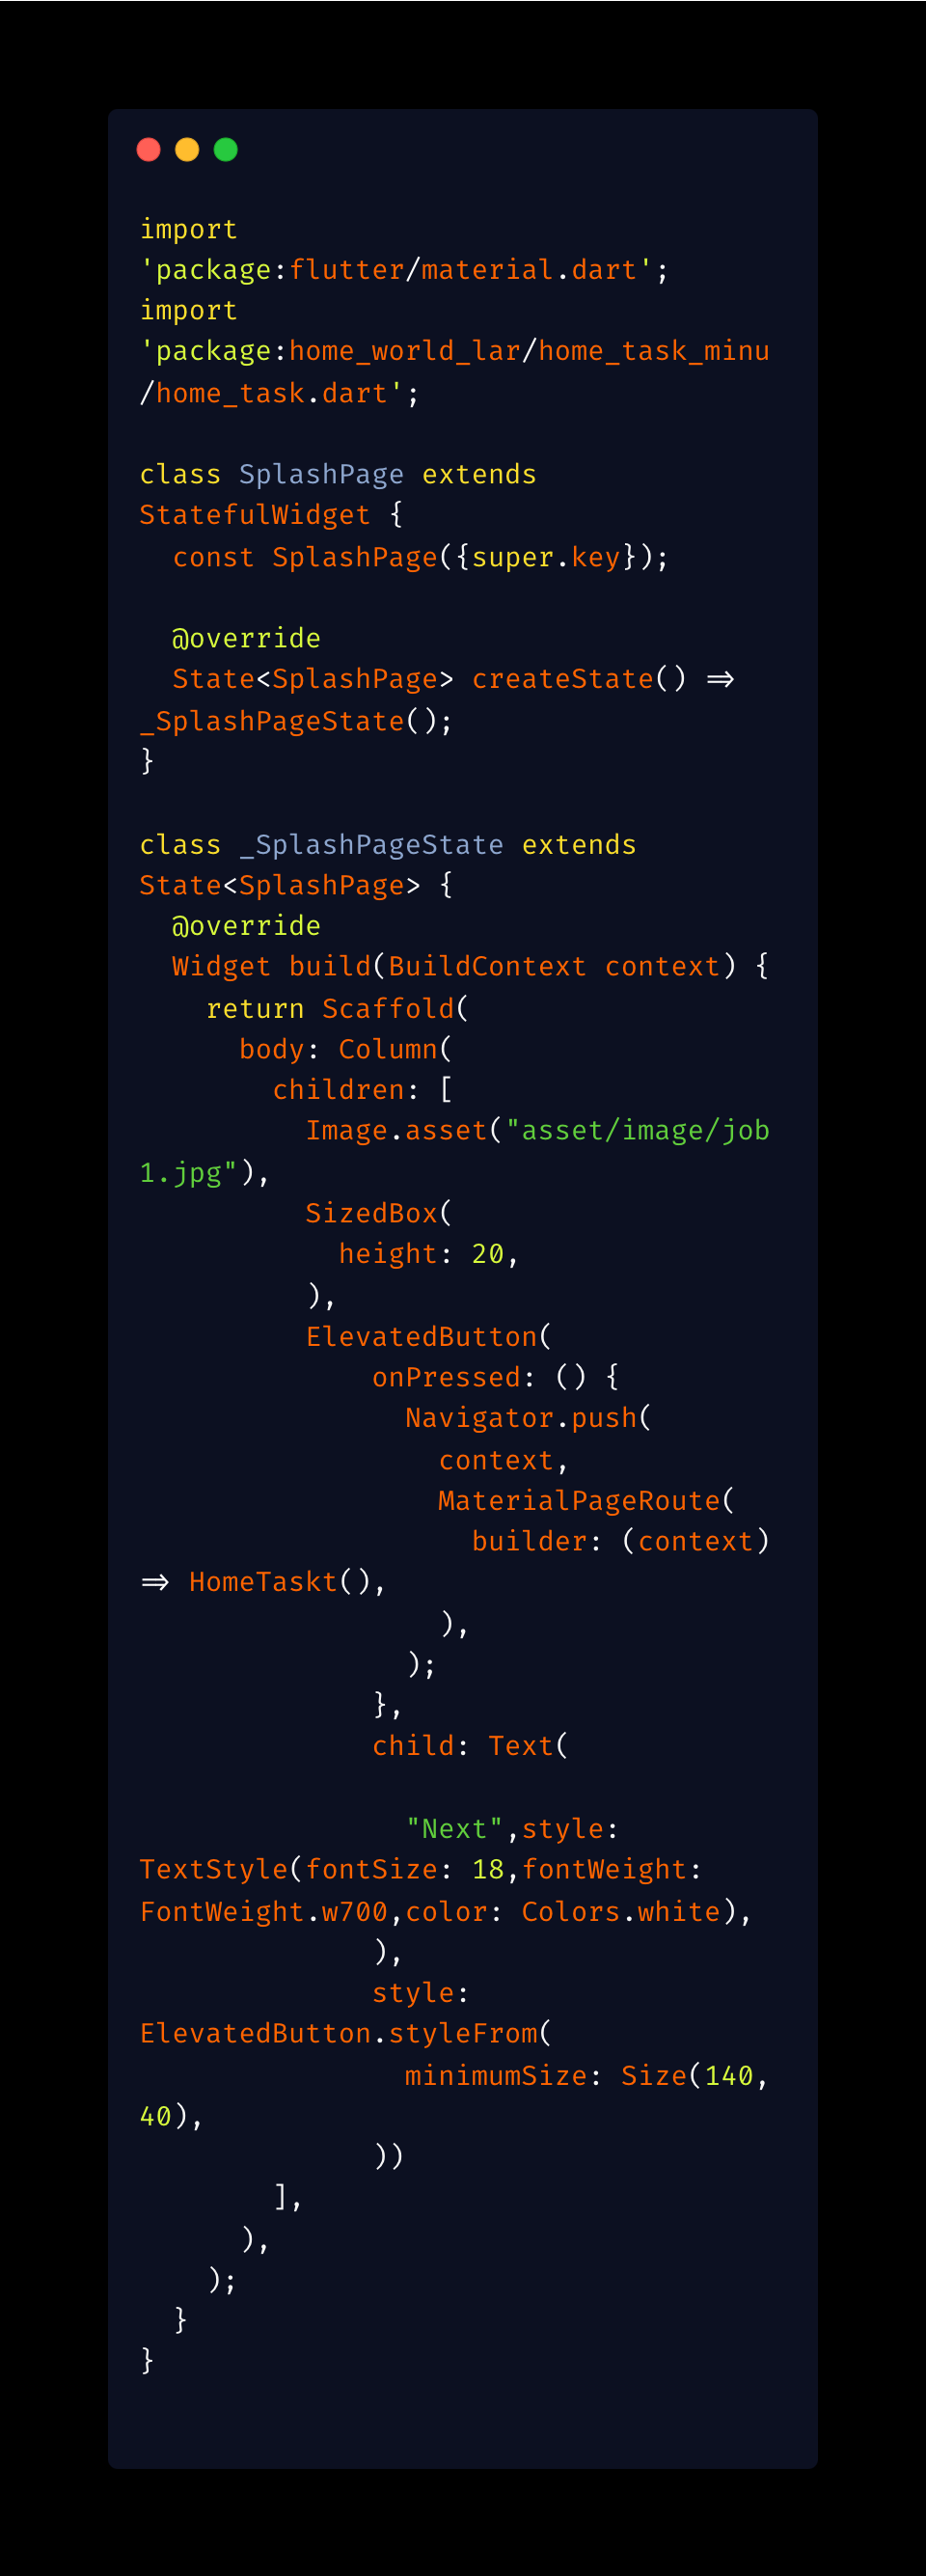 import
'package:flutter/material.dart';
import
'package:home_world_lar/home_task_minu
/home_task.dart';

class SplashPage extends
StatefulWidget {
  const SplashPage({super.key});

  @override
  State<SplashPage> createState() =>
_SplashPageState();
}

class _SplashPageState extends
State<SplashPage> {
  @override
  Widget build(BuildContext context) {
    return Scaffold(
      body: Column(
        children: [
          Image.asset("asset/image/job
1.jpg"),
          SizedBox(
            height: 20,
          ),
          ElevatedButton(
              onPressed: () {
                Navigator.push(
                  context,
                  MaterialPageRoute(
                    builder: (context)
=> HomeTaskt(),
                  ),
                );
              },
              child: Text(

                "Next",style:
TextStyle(fontSize: 18,fontWeight:
FontWeight.w700,color: Colors.white),
              ),
              style:
ElevatedButton.styleFrom(
                minimumSize: Size(140,
40),
              ))
        ],
      ),
    );
  }
}